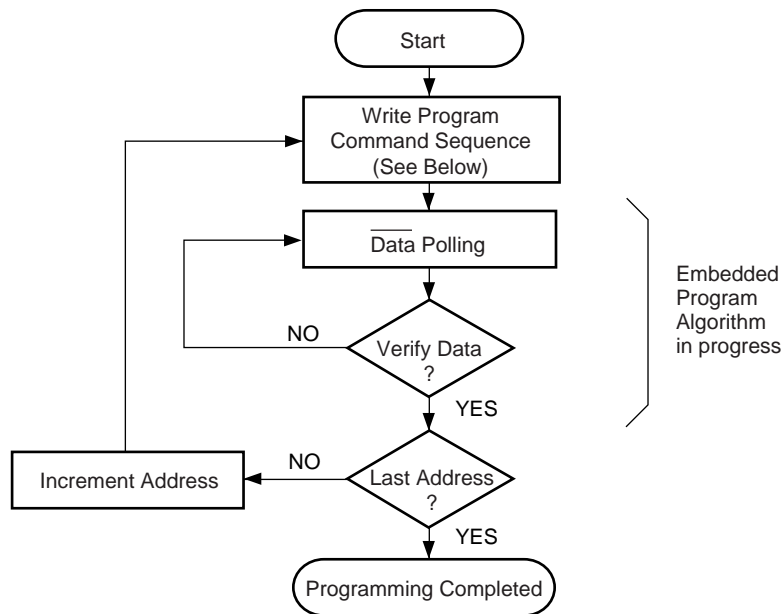 Start
Write Program
Command Sequence
(See Below)
Data Polling
Embedded
Program
Algorithm
in progress
NO
Verify Data
?
YES
Increment Address
NO
Last Address
?
YES
Programming Completed